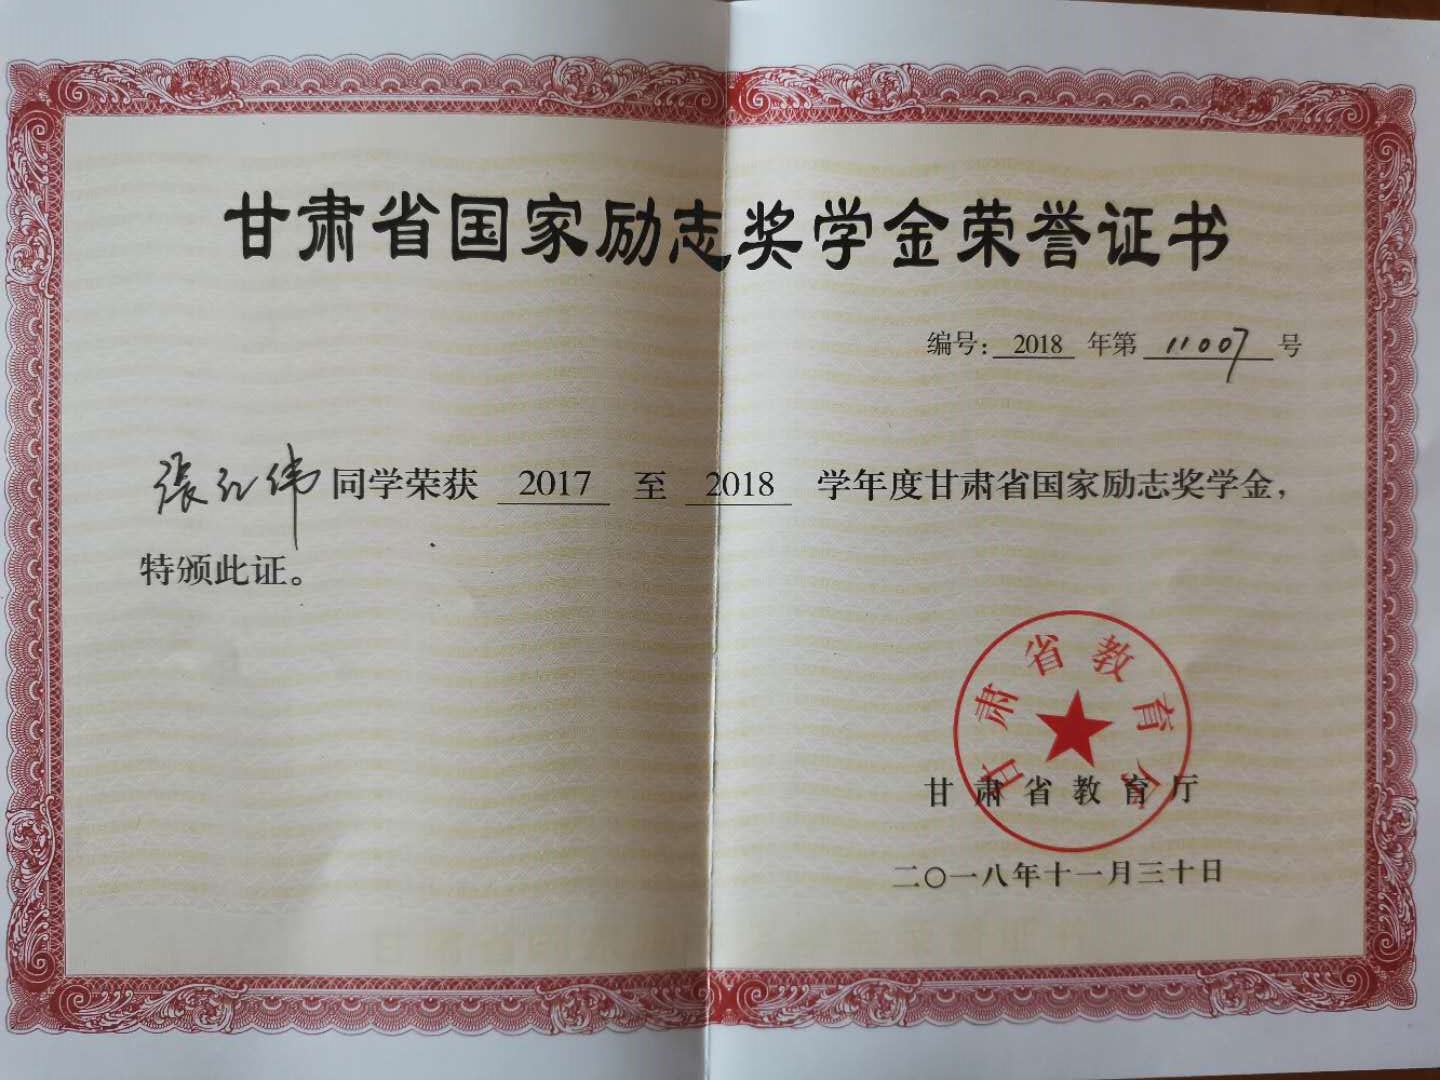 甘肃省国家励志奖学金荣誉证书
编号：2018 年第 11007 号
張红伟同学荣获 2017 至 2018 学年度甘肃省国家励志奖学金，
特颁此证。
甘肃省教育厅
甘肃省教育厅
二〇一八年十一月三十日